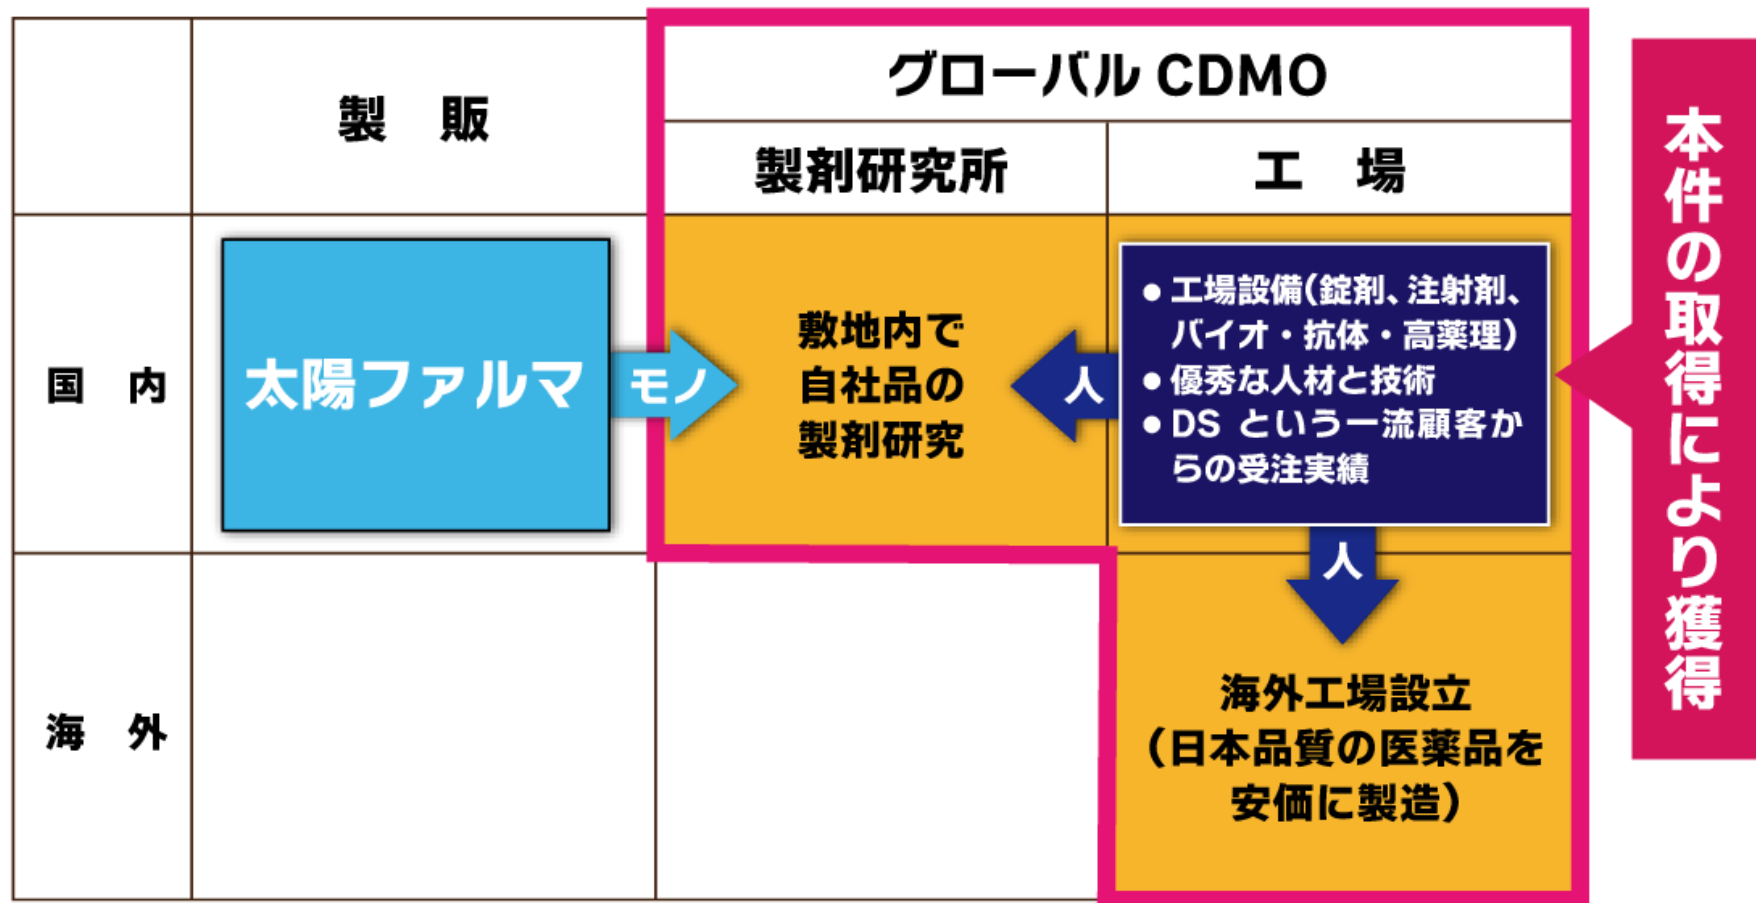 グローバル CDMO
製　販
製剤研究所
工　場
国　内
太陽ファルマ
モノ
敷地内で
自社品の
製剤研究
人
● 工場設備(錠剤、注射剤、
バイオ・抗体・高薬理)
● 優秀な人材と技術
● DS という一流顧客か
らの受注実績
本件の取得により獲得
人
海　外
海外工場設立
(日本品質の医薬品を
安価に製造)